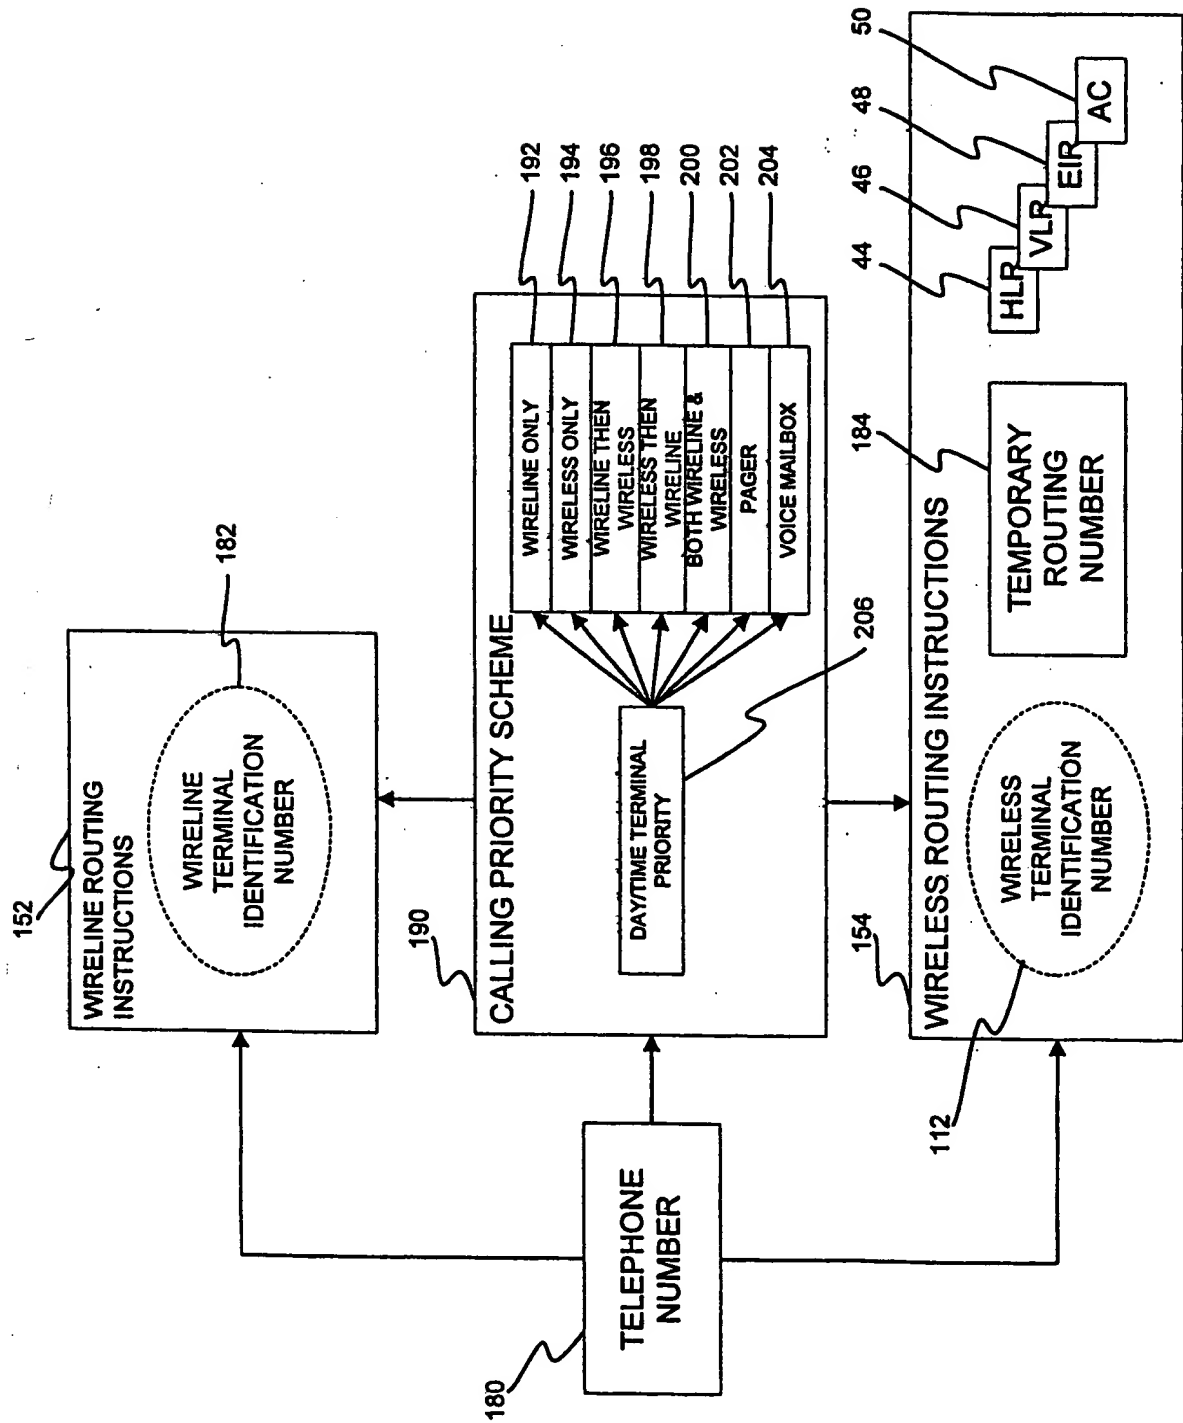 152
WIRELINE ROUTING
INSTRUCTIONS
WIRELINE
TERMINAL
IDENTIFICATION
NUMBER
182
180
TELEPHONE
NUMBER
190
CALLING PRIORITY SCHEME
DAY/TIME TERMINAL
PRIORITY
206
WIRELINE ONLY
WIRELESS ONLY
WIRELINE THEN
WIRELESS
WIRELESS THEN
WIRELINE
BOTH WIRELINE &
WIRELESS
PAGER
VOICE MAILBOX
192
194
196
198
200
202
204
154
WIRELESS ROUTING INSTRUCTIONS
112
WIRELESS
TERMINAL
IDENTIFICATION
NUMBER
184
TEMPORARY
ROUTING
NUMBER
44
46
48
50
HLR
VLR
EIR
AC